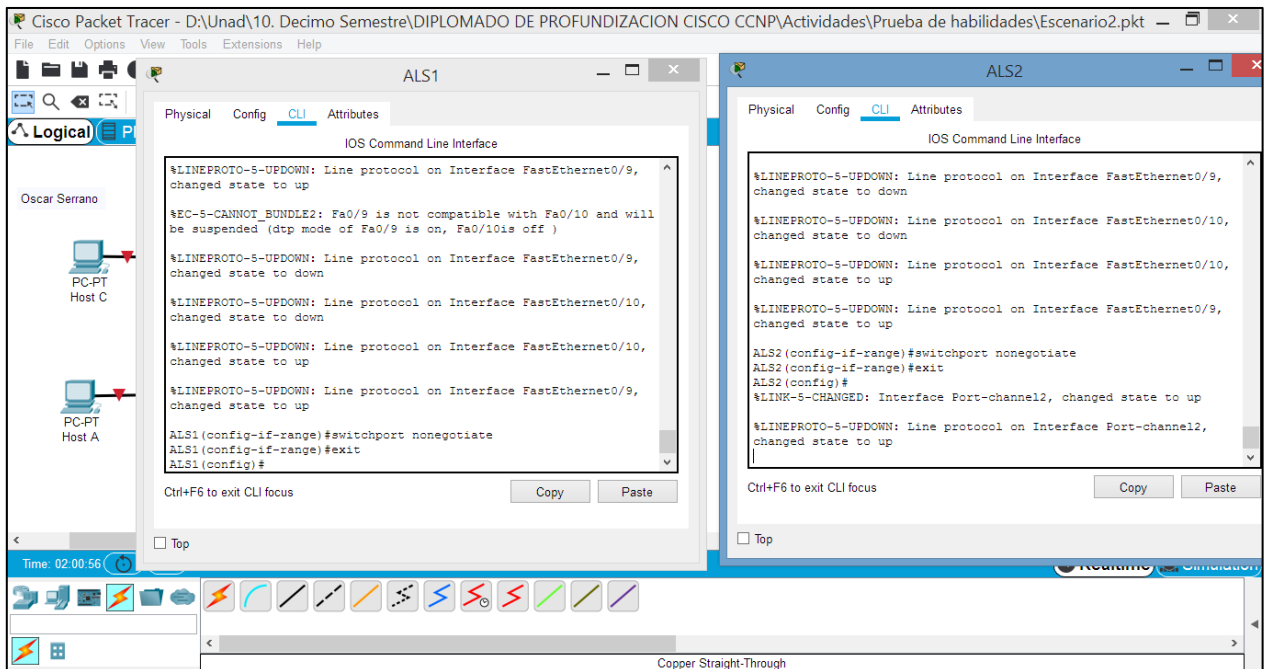 Cisco Packet Tracer - D:\Unad\10. Decimo Semestre\DIPLOMADO DE PROFUNDIZACION CISCO CCNP\Actividades\Prueba de habilidades\Escenario2.pkt
File Edit Options View Tools Extensions Help
Logical
Oscar Serrano
PC-PT
Host C
PC-PT
Host A
ALS1
Physical Config CLI Attributes
IOS Command Line Interface
%LINEPROTO-5-UPDOWN: Line protocol on Interface FastEthernet0/9,
changed state to up
%EC-5-CANNOT_BUNDLE2: Fa0/9 is not compatible with Fa0/10 and will
be suspended (dtp mode of Fa0/9 is on, Fa0/10is off )
%LINEPROTO-5-UPDOWN: Line protocol on Interface FastEthernet0/9,
changed state to down
%LINEPROTO-5-UPDOWN: Line protocol on Interface FastEthernet0/10,
changed state to down
%LINEPROTO-5-UPDOWN: Line protocol on Interface FastEthernet0/10,
changed state to up
%LINEPROTO-5-UPDOWN: Line protocol on Interface FastEthernet0/9,
changed state to up
ALS1(config-if-range)#switchport nonegotiate
ALS1(config-if-range)#exit
ALS1(config)#
Ctrl+F6 to exit CLI focus
Copy Paste
Top
ALS2
Physical Config CLI Attributes
IOS Command Line Interface
%LINEPROTO-5-UPDOWN: Line protocol on Interface FastEthernet0/9,
changed state to down
%LINEPROTO-5-UPDOWN: Line protocol on Interface FastEthernet0/10,
changed state to down
%LINEPROTO-5-UPDOWN: Line protocol on Interface FastEthernet0/10,
changed state to up
%LINEPROTO-5-UPDOWN: Line protocol on Interface FastEthernet0/9,
changed state to up
ALS2(config-if-range)#switchport nonegotiate
ALS2(config-if-range)#exit
ALS2(config)#
%LINK-5-CHANGED: Interface Port-channel2, changed state to up
%LINEPROTO-5-UPDOWN: Line protocol on Interface Port-channel2,
changed state to up
Ctrl+F6 to exit CLI focus
Copy Paste
Top
Time: 02:00:56
Realtime Simulation
Copper Straight-Through